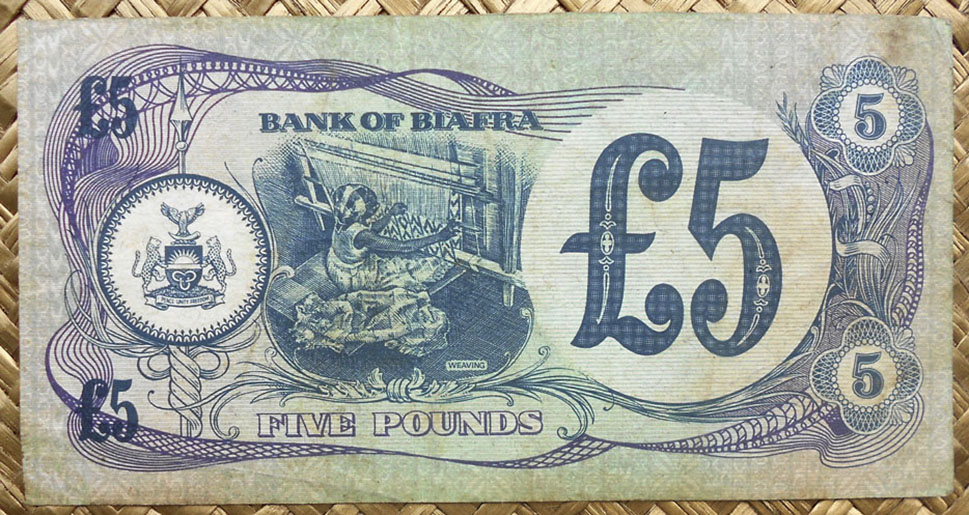 £5
BANK OF BIAFRA
5
£5
PEACE UNITY FREEDOM
WEAVING
5
£5
FIVE POUNDS